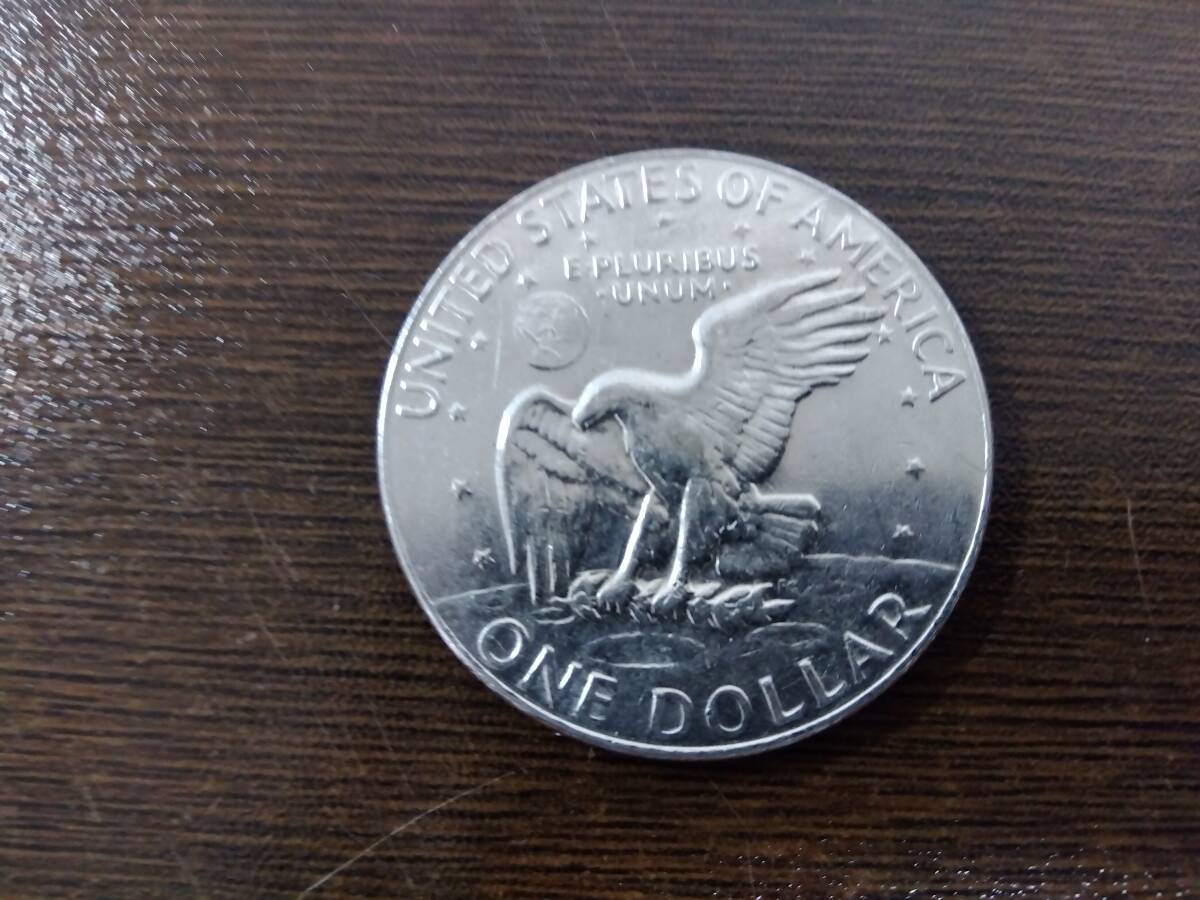 UNITED STATES OF AMERICA
E PLURIBUS
·UNUM·
ONE DOLLAR